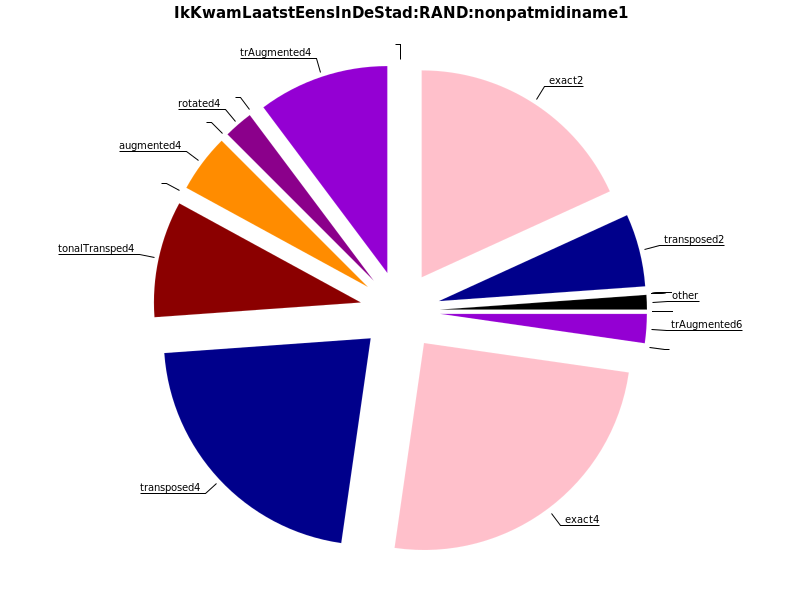 IkKwamLaatstEensInDeStad:RAND:nonpatmidiname1
trAugmented4
exact2
rotated4
augmented4
transposed2
tonalTransped4
other
trAugmented6
transposed4
exact4